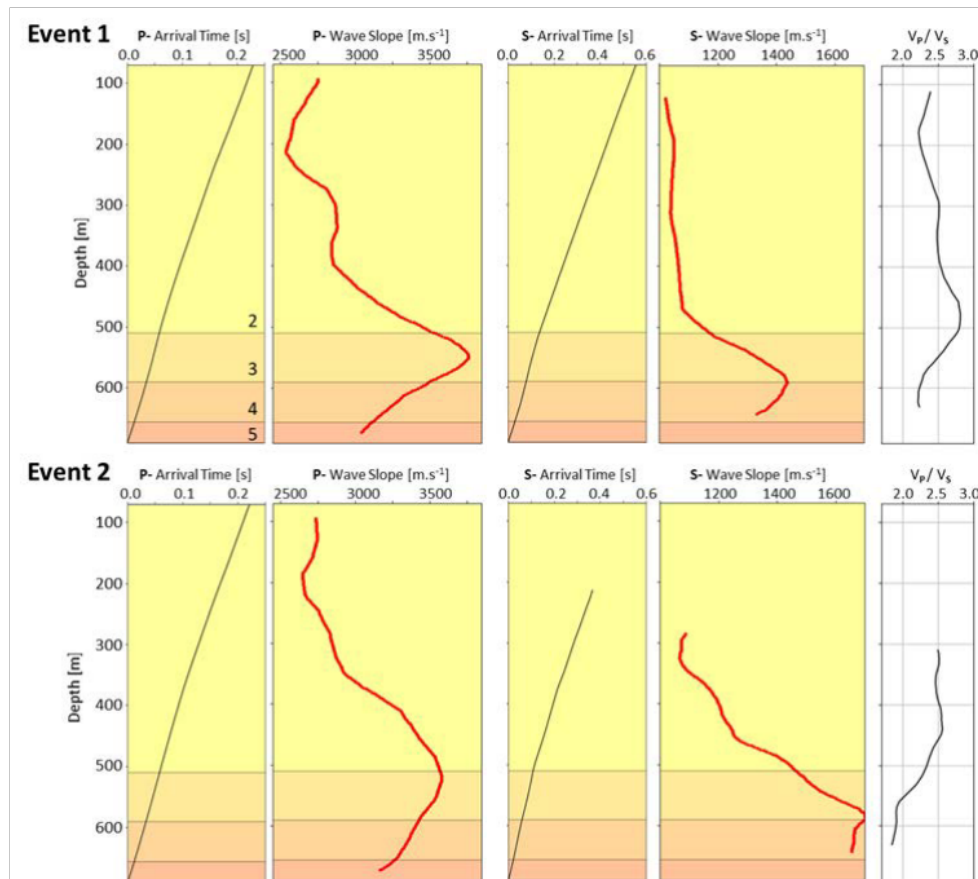 Event 1
P- Arrival Time [s]
P- Wave Slope [m.s-1]
S- Arrival Time [s]
S- Wave Slope [m.s-1]
VP / VS
0.0 0.1 0.2
2500 3000 3500
0.0 0.2 0.4 0.6
1200 1400 1600
2.0 2.5 3.0
Depth [m]
100
200
300
400
500
600
2
3
4
5
Event 2
P- Arrival Time [s]
P- Wave Slope [m.s-1]
S- Arrival Time [s]
S- Wave Slope [m.s-1]
VP / VS
0.0 0.1 0.2
2500 3000 3500
0.0 0.2 0.4 0.6
1200 1400 1600
2.0 2.5 3.0
Depth [m]
100
200
300
400
500
600